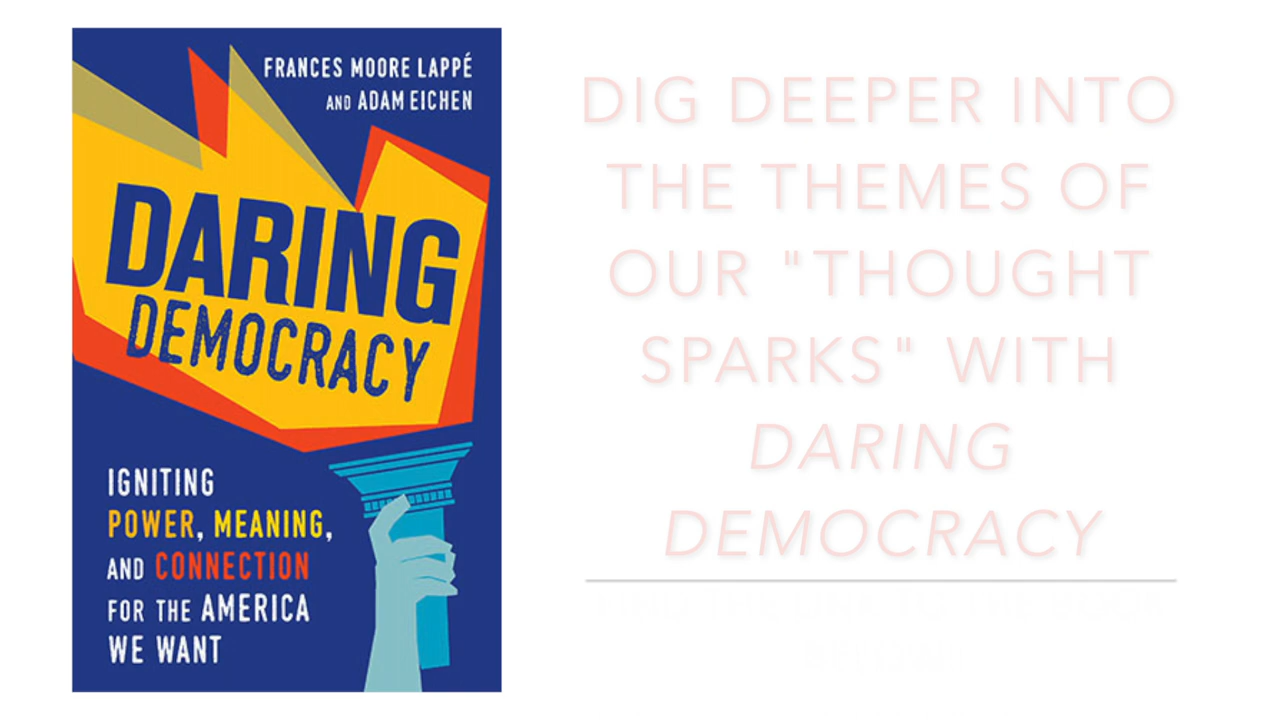 FRANCES MOORE LAPPÉ
AND ADAM EICHEN
DARING
DEMOCRACY
IGNITING
POWER, MEANING,
AND CONNECTION
FOR THE AMERICA
WE WANT
DIG DEEPER INTO
THE THEMES OF
OUR "THOUGHT
SPARKS" WITH
DARING
DEMOCRACY